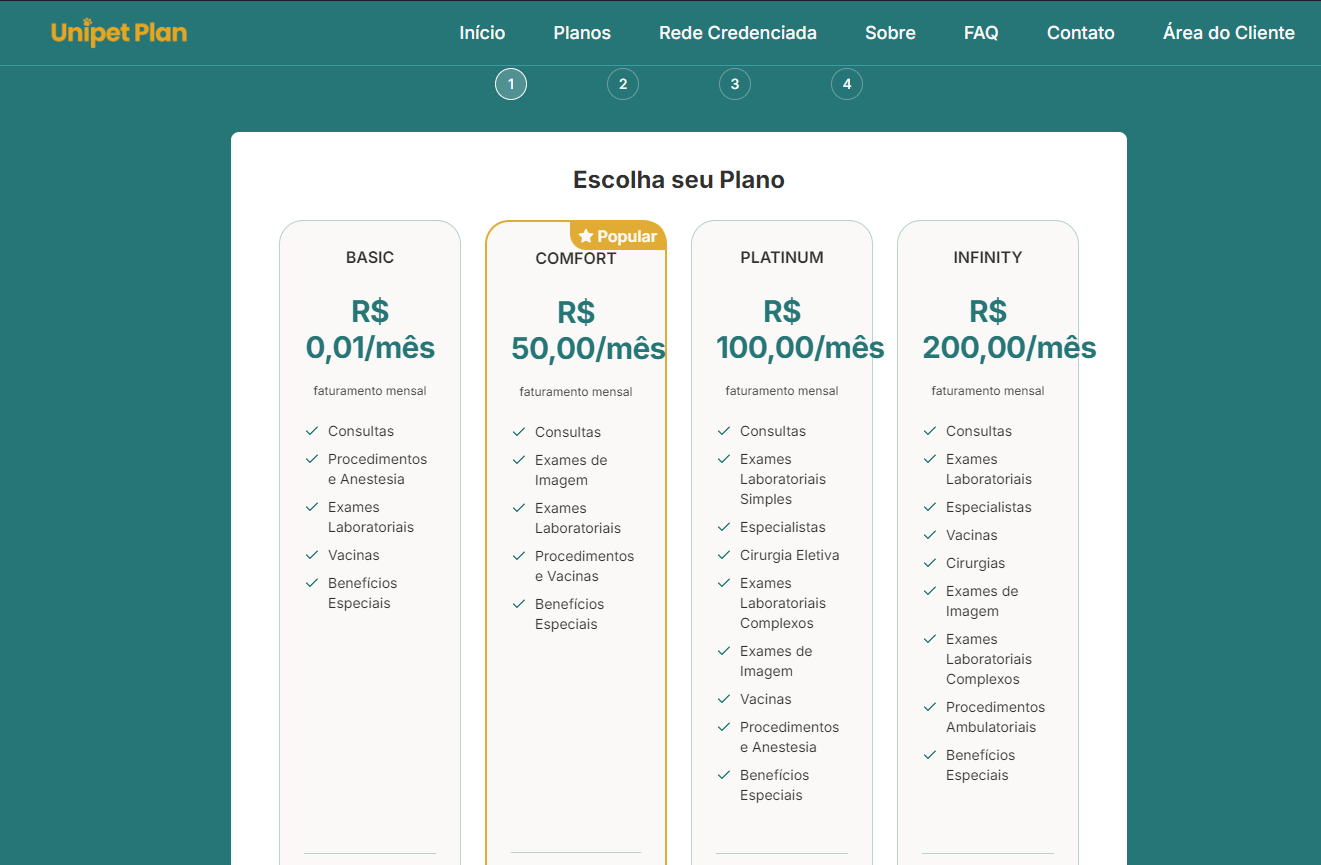 Unipet Plan
Início Planos Rede Credenciada Sobre FAQ Contato Área do Cliente
1 2 3 4
Escolha seu Plano
BASIC
R$
0,01/mês
faturamento mensal
Consultas
Procedimentos
e Anestesia
Exames
Laboratoriais
Vacinas
Benefícios
Especiais
Popular
COMFORT
R$
50,00/mês
faturamento mensal
Consultas
Exames de
Imagem
Exames
Laboratoriais
Procedimentos
e Vacinas
Benefícios
Especiais
PLATINUM
R$
100,00/mês
faturamento mensal
Consultas
Exames
Laboratoriais
Simples
Especialistas
Cirurgia Eletiva
Exames
Laboratoriais
Complexos
Exames de
Imagem
Vacinas
Procedimentos
e Anestesia
Benefícios
Especiais
INFINITY
R$
200,00/mês
faturamento mensal
Consultas
Exames
Laboratoriais
Especialistas
Vacinas
Cirurgias
Exames de
Imagem
Exames
Laboratoriais
Complexos
Procedimentos
Ambulatoriais
Benefícios
Especiais